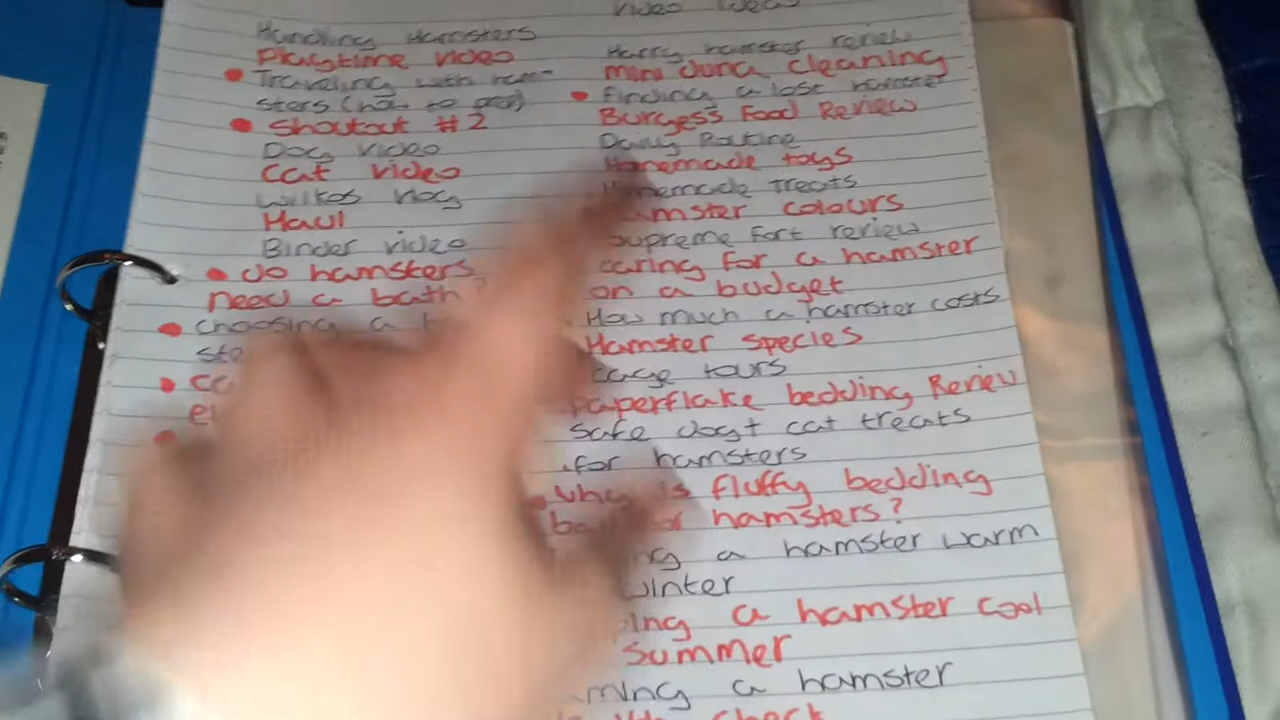 Video Ideas
Handling Hamsters
Playtime video
Traveling with ham-
sters (how to prep)
Shoutout #2
Dog video
Cat video
Wilkos Vlog
Haul
Binder video
do hamsters
need a bath?
Choosing a
Harry hamster review
mini duna cleaning
finding a lost hamster
Burgess Food Review
Daily Routine
Homemade toys
Homemade Treats
Hamster colours
Supreme Fort review
caring for a hamster
on a budget
How much a hamster costs
Hamster species
cage tours
Paperflake bedding Review
Safe dog + cat treats
for hamsters
Why is fluffy bedding
hamsters?
a hamster warm
winter
a hamster cool
summer
a hamster
check